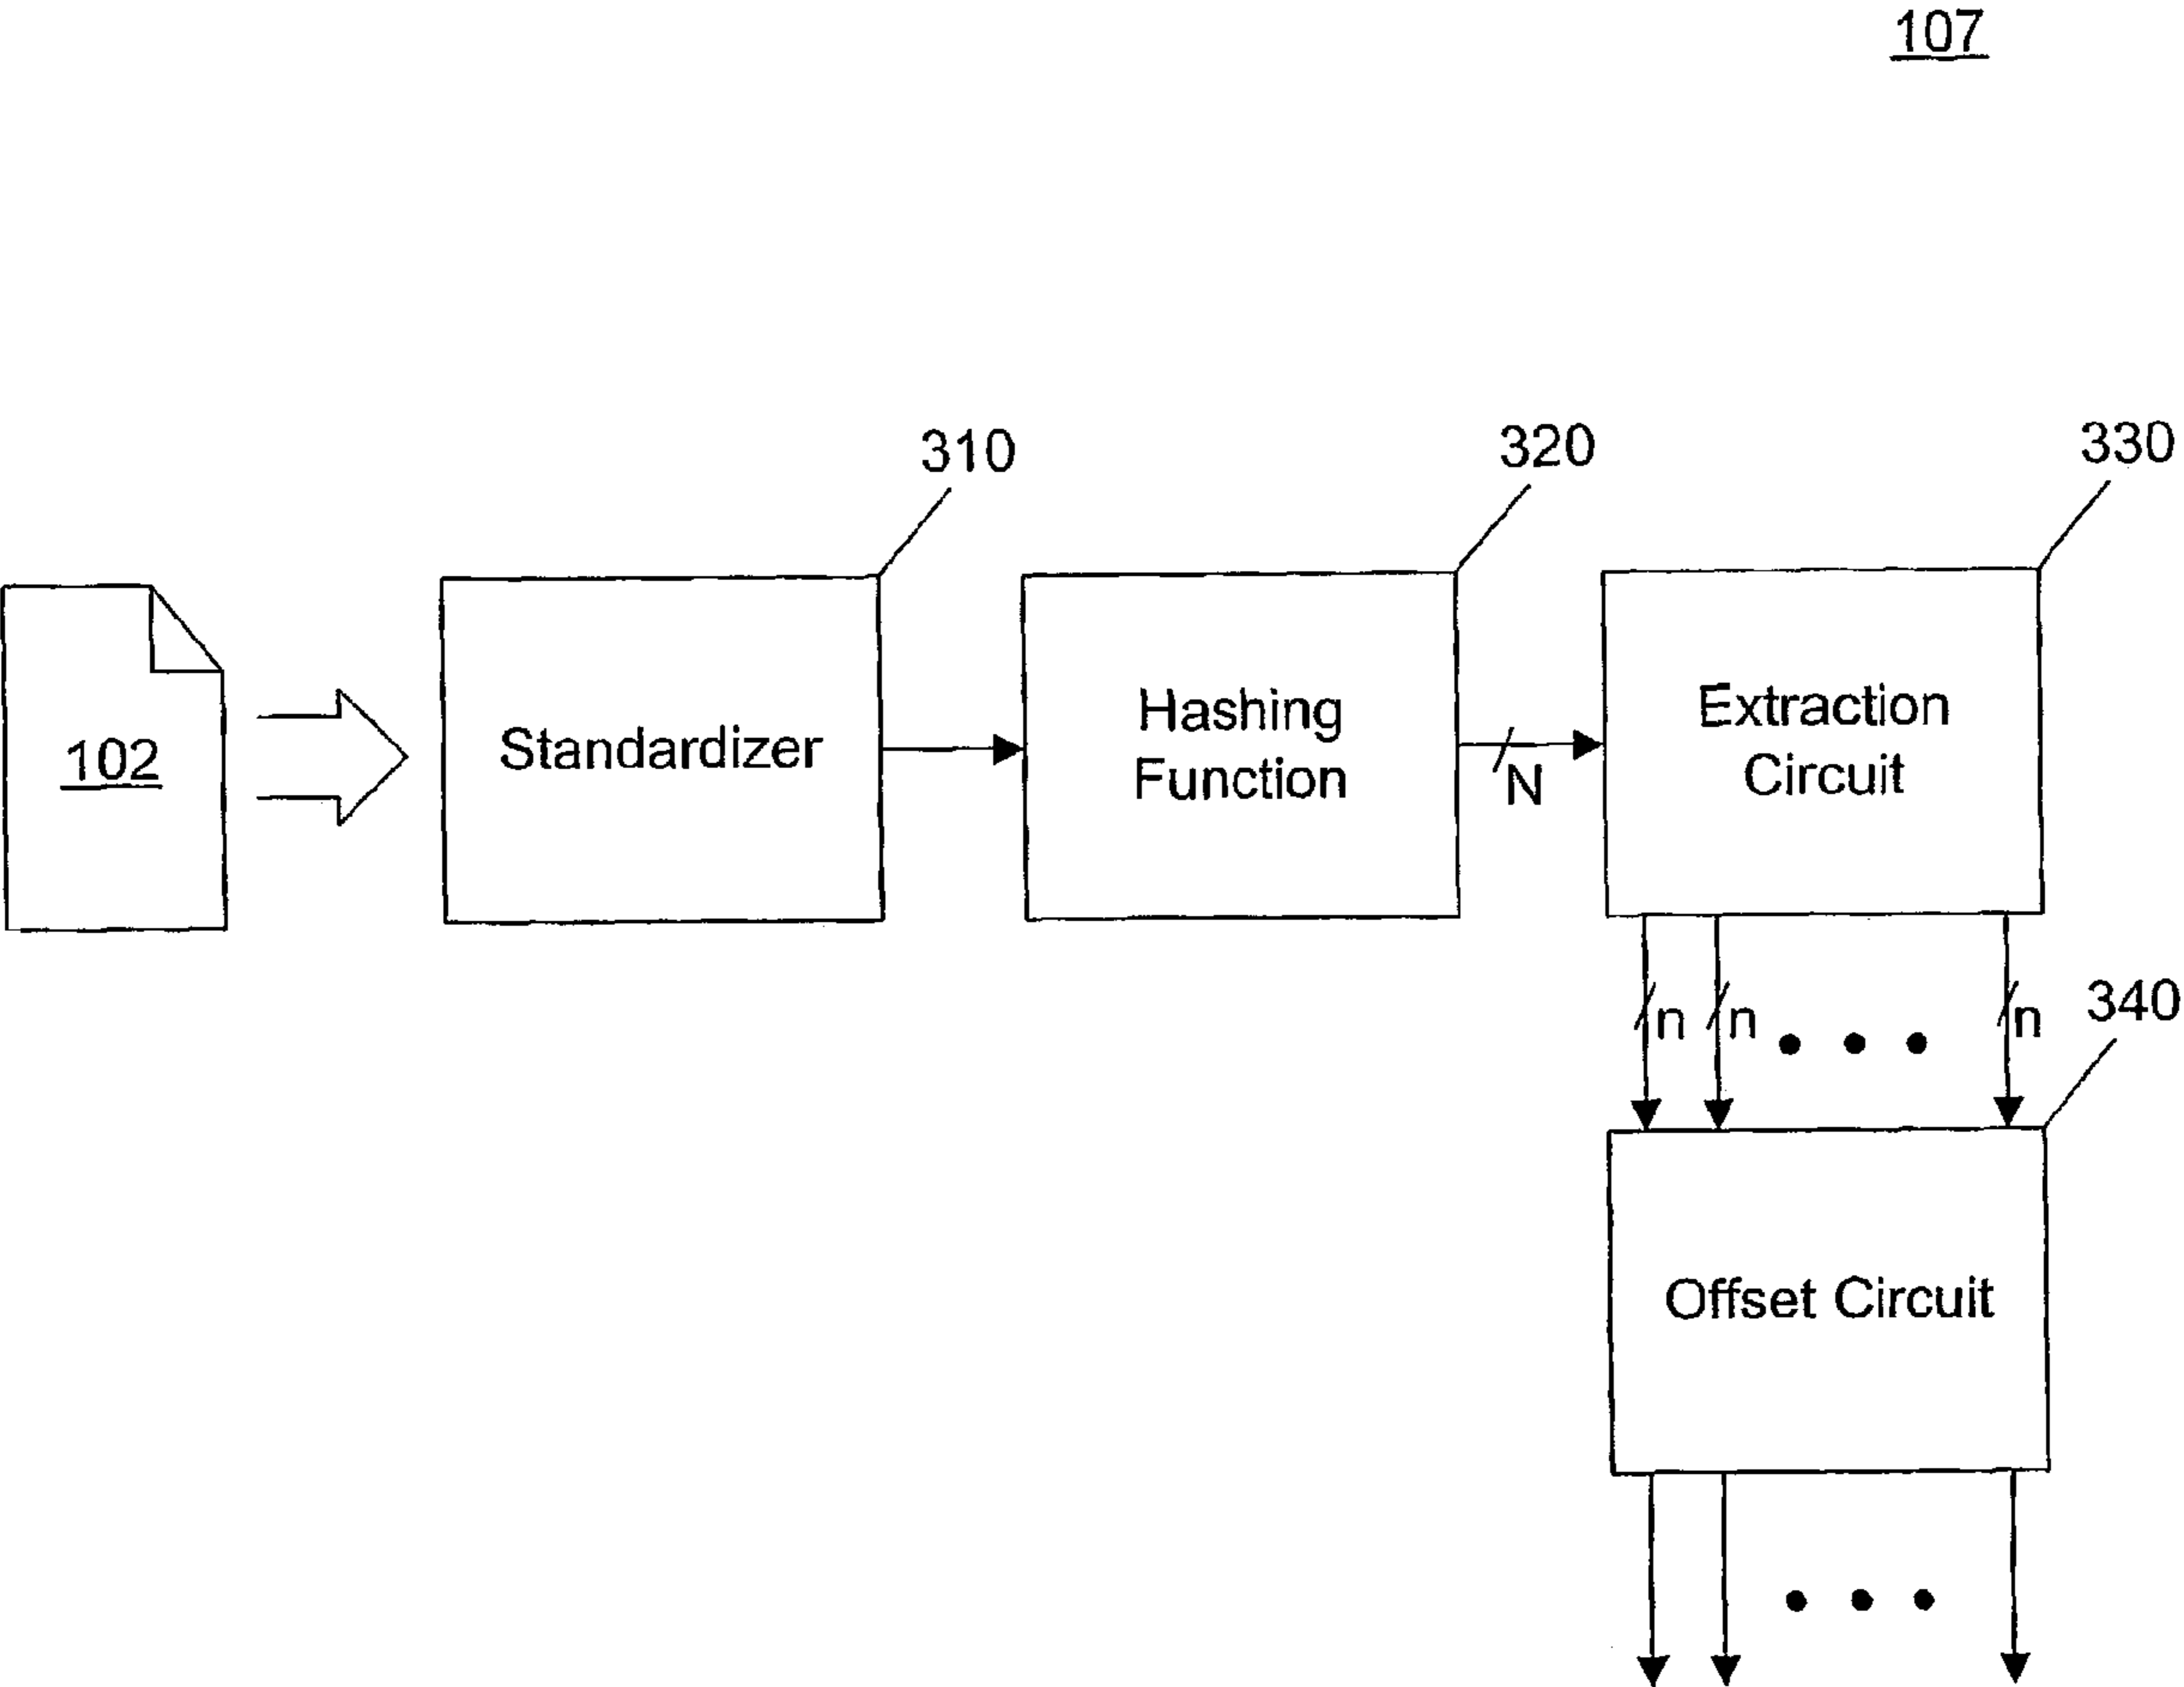 107
310
320
330
102
Standardizer
Hashing
Function
N
Extraction
Circuit
n
n
n
340
Offset Circuit